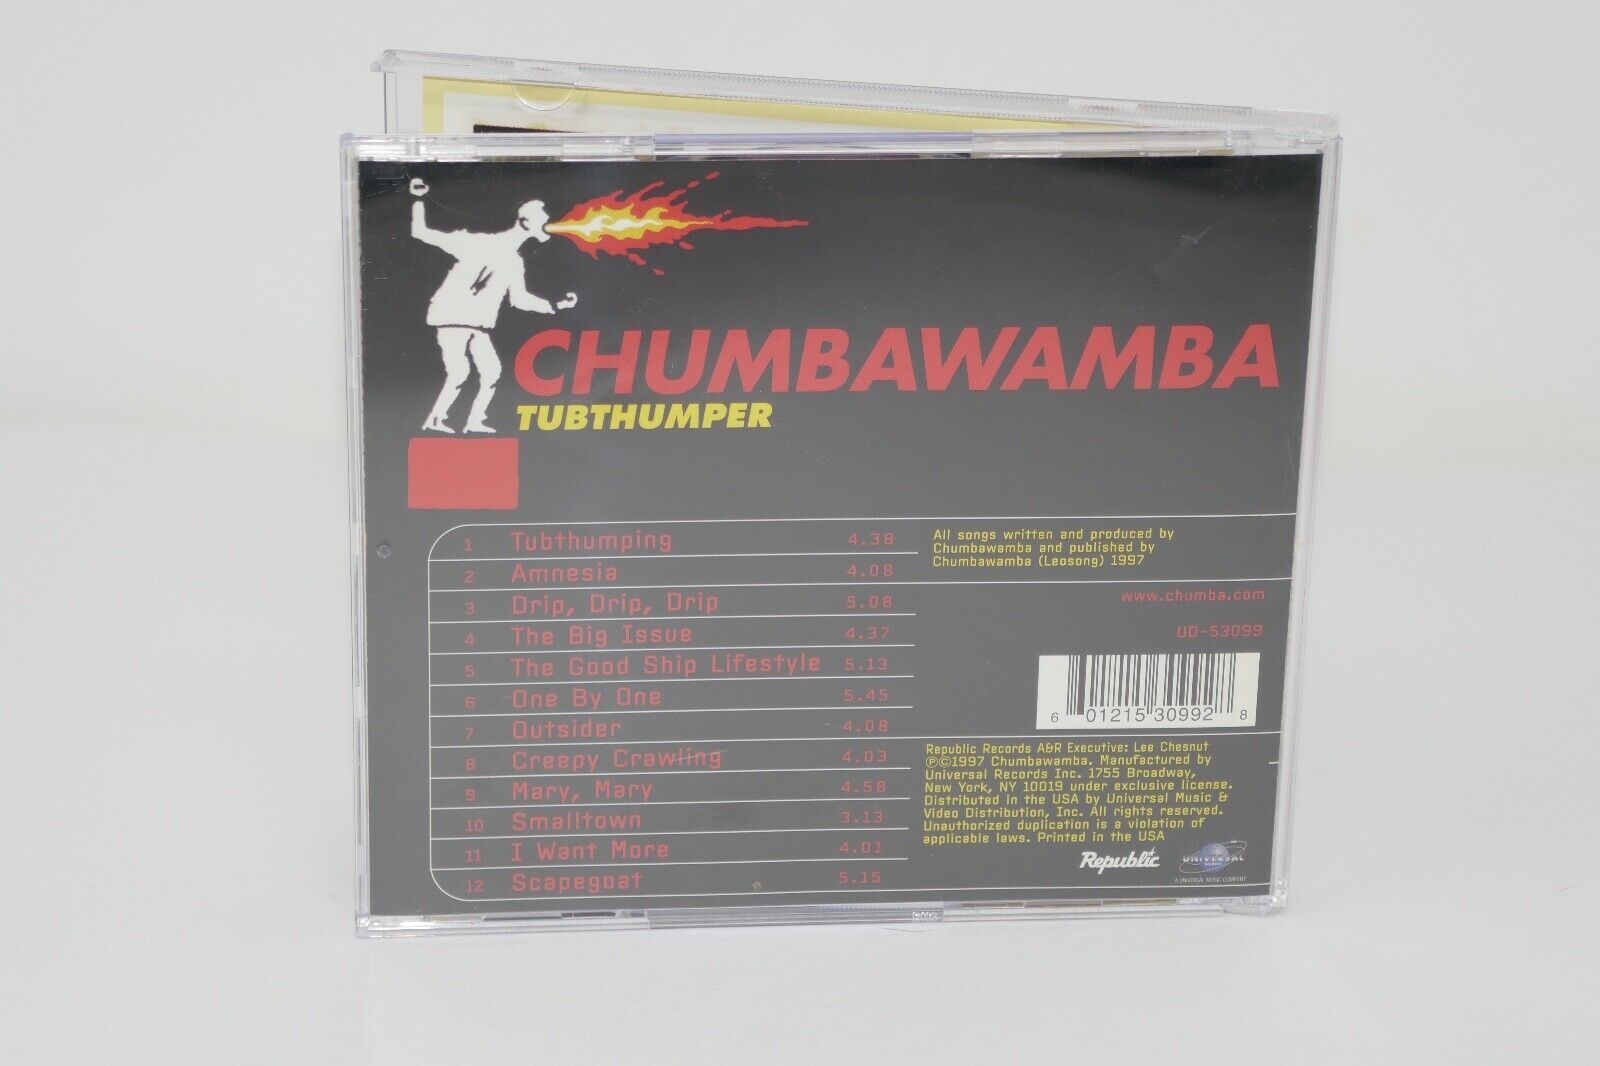 CHUMBAWAMBA
TUBTHUMPER
1 Tubthumping 4.38
2 Amnesia 4.08
3 Drip, Drip, Drip 5.08
4 The Big Issue 4.37
5 The Good Ship Lifestyle 5.13
6 One By One 5.45
7 Outsider 4.08
8 Creepy Crawling 4.03
9 Mary, Mary 4.58
10 Smalltown 3.13
11 I Want More 4.01
12 Scapegoat 5.15
All songs written and produced by
Chumbawamba and published by
Chumbawamba (Leosong) 1997
www.chumba.com
UD-53099
6 01215 30992 8
Republic Records A&R Executive: Lee Chesnut
℗©1997 Chumbawamba. Manufactured by
Universal Records Inc. 1755 Broadway,
New York, NY 10019 under exclusive license.
Distributed in the USA by Universal Music &
Video Distribution, Inc. All rights reserved.
Unauthorized duplication is a violation of
applicable laws. Printed in the USA
Republic
UNIVERSAL
A UNIVERSAL MUSIC COMPANY